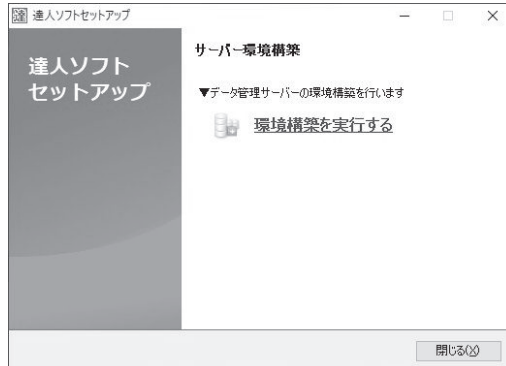 達人ソフトセットアップ
達人ソフト
セットアップ
サーバー環境構築
▼データ管理サーバーの環境構築を行います
環境構築を実行する
閉じる(X)